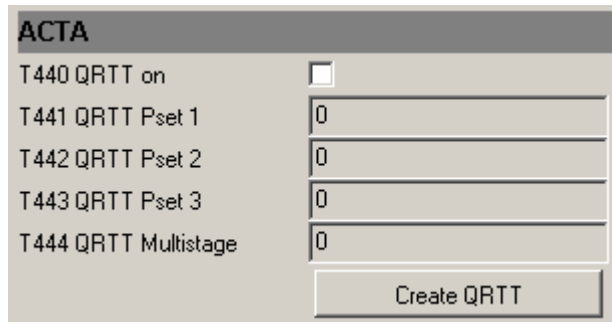 ACTA
T440 QRTT on
T441 QRTT Pset 1 0
T442 QRTT Pset 2 0
T443 QRTT Pset 3 0
T444 QRTT Multistage 0
Create QRTT